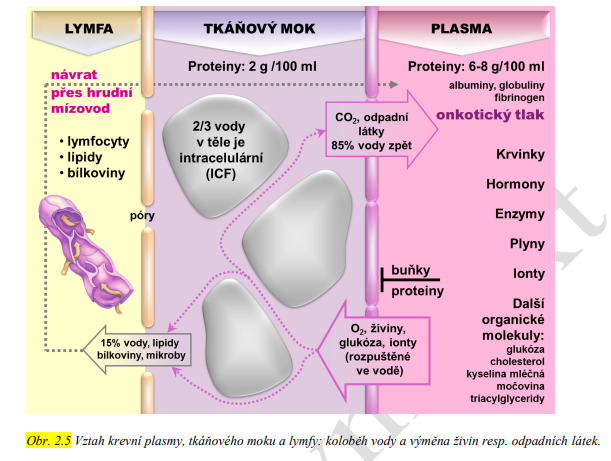 LYMFA
TKÁŇOVÝ MOK
PLASMA
návrat
přes hrudní
mízovod
• lymfocyty
• lipidy
• bílkoviny
póry
15% vody, lipidy
bílkoviny, mikroby
Proteiny: 2 g /100 ml
2/3 vody
v těle je
intracelulární
(ICF)
CO2, odpadní
látky
85% vody zpět
O2, živiny,
glukóza, ionty
(rozpuštěné
ve vodě)
Proteiny: 6-8 g/100 ml
albuminy, globuliny
fibrinogen
onkotický tlak
Krvinky
Hormony
Enzymy
Plyny
Ionty
buňky
proteiny
Další
organické
molekuly:
glukóza
cholesterol
kyselina mléčná
močovina
triacylglyceridy
Obr. 2.5 Vztah krevní plasmy, tkáňového moku a lymfy: koloběh vody a výměna živin resp. odpadních látek.